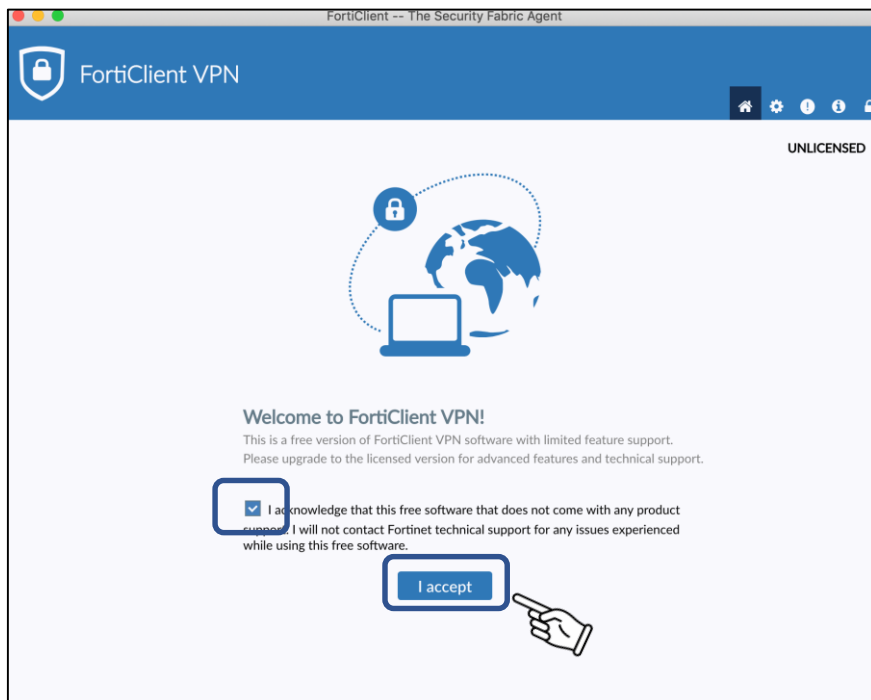 FortiClient -- The Security Fabric Agent
FortiClient VPN
UNLICENSED
Welcome to FortiClient VPN!
This is a free version of FortiClient VPN software with limited feature support.
Please upgrade to the licensed version for advanced features and technical support.
I acknowledge that this free software that does not come with any product
support. I will not contact Fortinet technical support for any issues experienced
while using this free software.
I accept